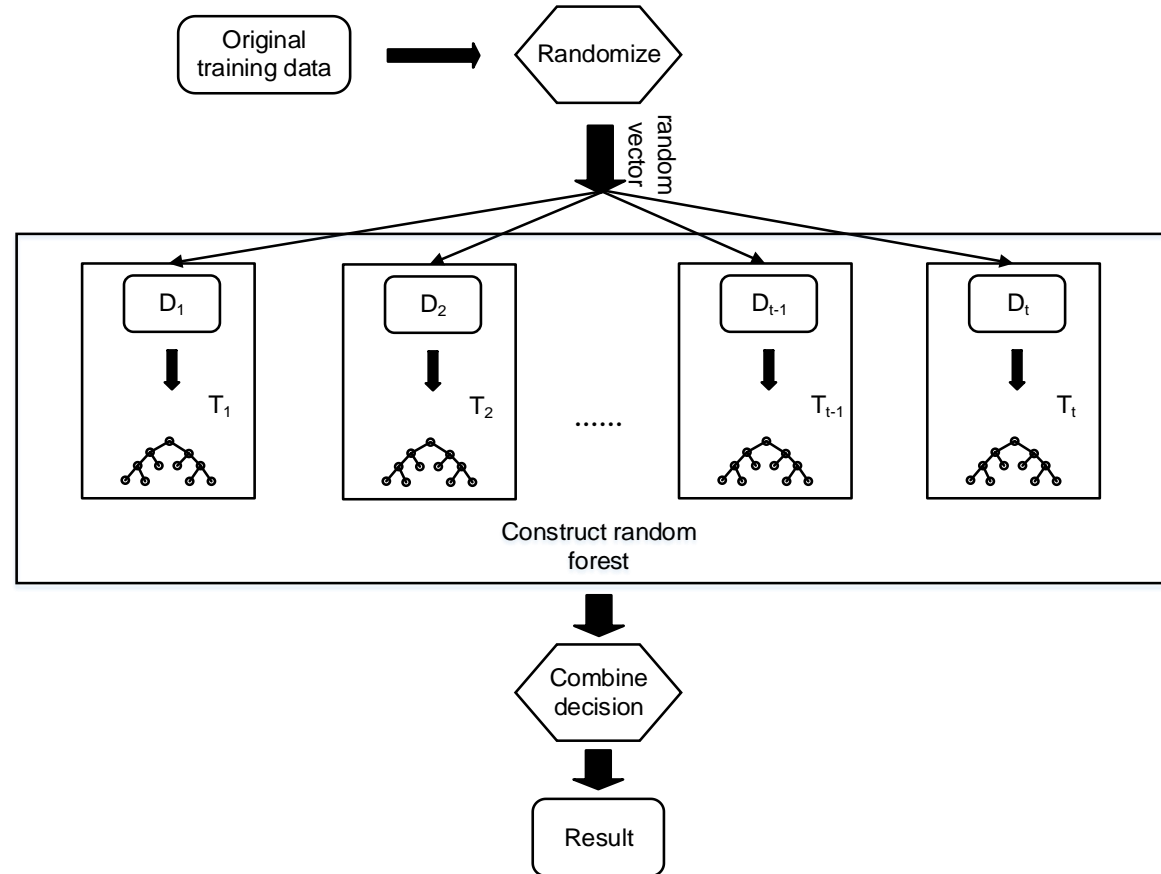 Original
training data
Randomize
random
vector
D₁
D₂
Dₜ₋₁
Dₜ
T₁
T₂
Tₜ₋₁
Tₜ
......
Construct random
forest
Combine
decision
Result